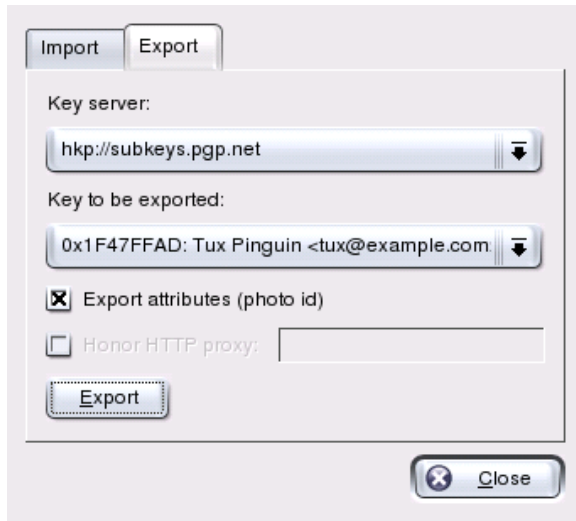 Import Export
Key server:
hkp://subkeys.pgp.net
Key to be exported:
0x1F47FFAD: Tux Pinguin <tux@example.com
Export attributes (photo id)
Honor HTTP proxy:
Export
Close